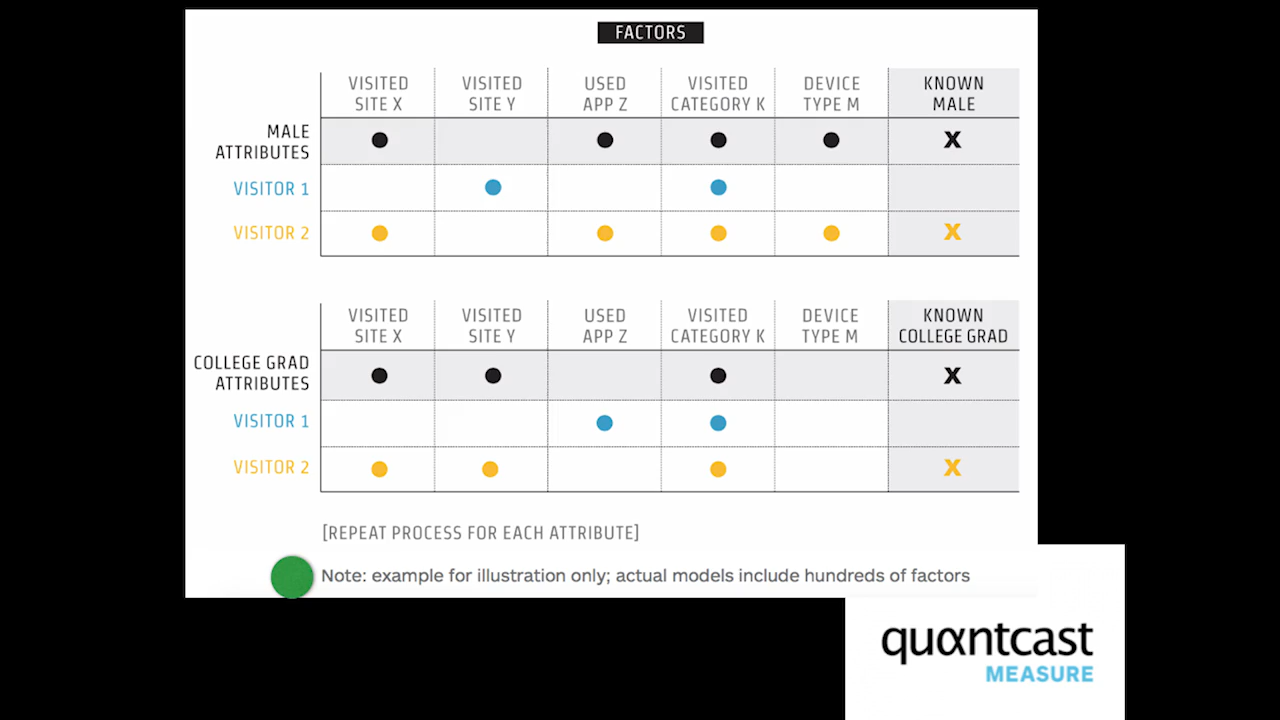 FACTORS
VISITED SITE X
VISITED SITE Y
USED APP Z
VISITED CATEGORY K
DEVICE TYPE M
KNOWN MALE
MALE ATTRIBUTES
X
VISITOR 1
VISITOR 2
X
VISITED SITE X
VISITED SITE Y
USED APP Z
VISITED CATEGORY K
DEVICE TYPE M
KNOWN COLLEGE GRAD
COLLEGE GRAD ATTRIBUTES
X
VISITOR 1
VISITOR 2
X
[REPEAT PROCESS FOR EACH ATTRIBUTE]
Note: example for illustration only; actual models include hundreds of factors
quantcast
MEASURE